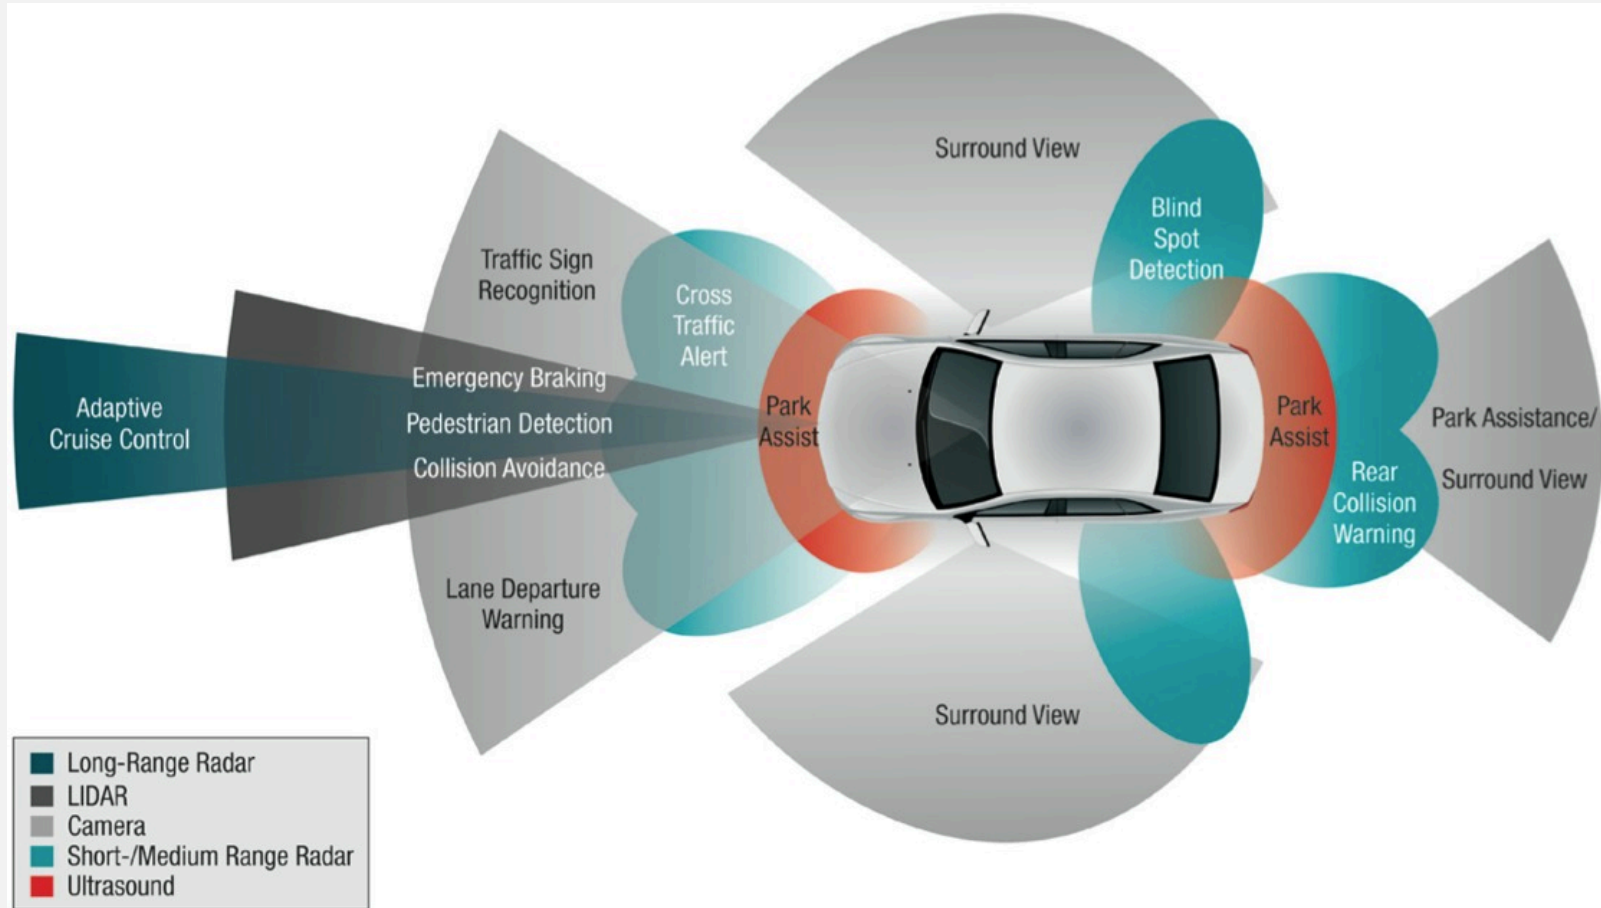 Surround View
Blind
Spot
Detection
Traffic Sign
Recognition
Cross
Traffic
Alert
Emergency Braking
Pedestrian Detection
Collision Avoidance
Adaptive
Cruise Control
Park
Assist
Park
Assist
Park Assistance/
Surround View
Rear
Collision
Warning
Lane Departure
Warning
Surround View
Long-Range Radar
LIDAR
Camera
Short-/Medium Range Radar
Ultrasound